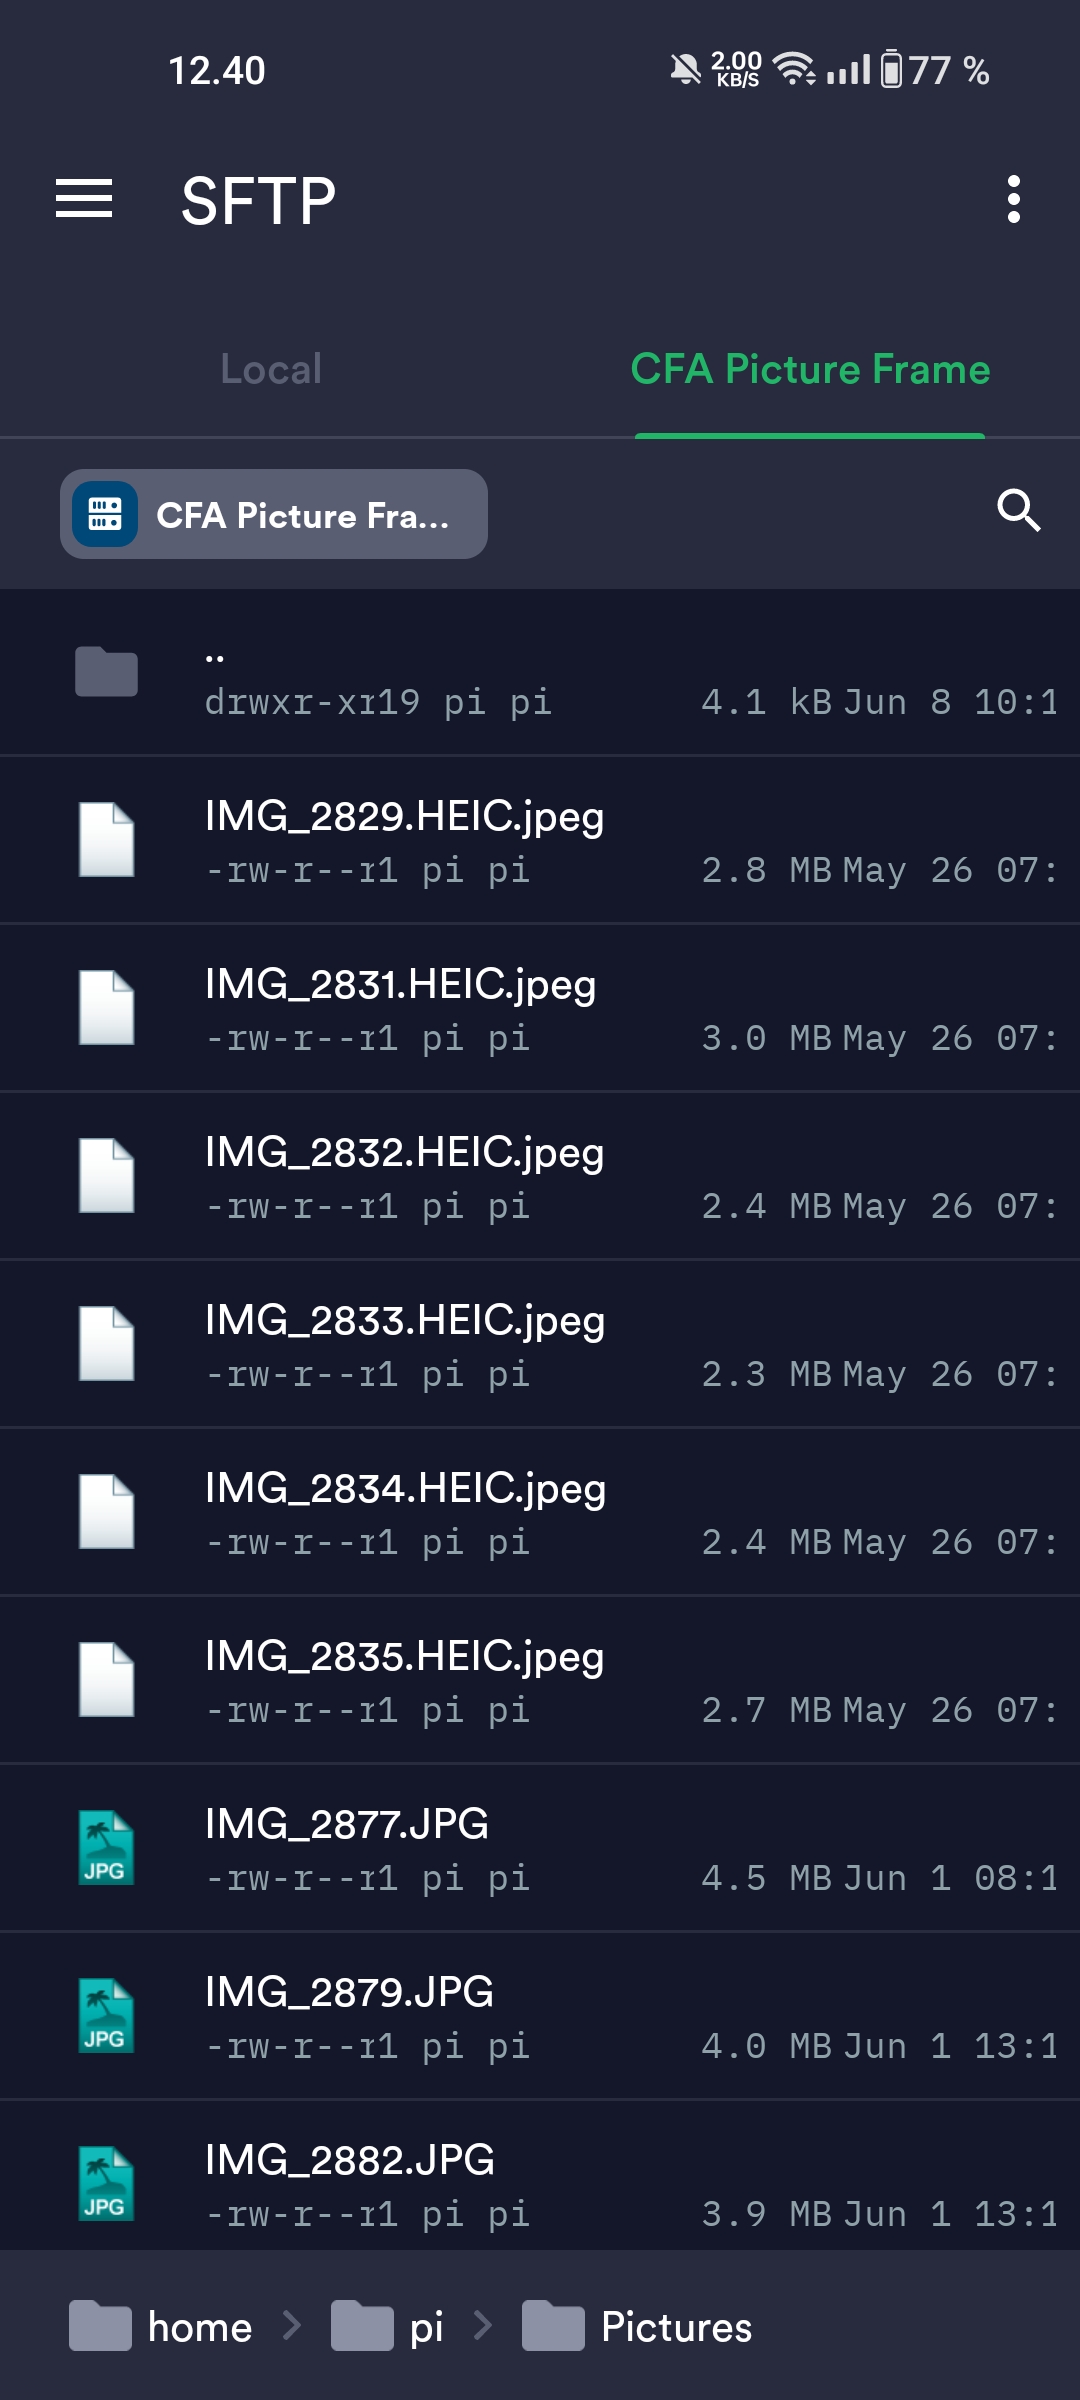 12.40
2.00 KB/S 77 %
SFTP
Local
CFA Picture Frame
CFA Picture Fra...
..
drwxr-xr19 pi pi 4.1 kB Jun 8 10:1
IMG_2829.HEIC.jpeg
-rw-r--r1 pi pi 2.8 MB May 26 07:
IMG_2831.HEIC.jpeg
-rw-r--r1 pi pi 3.0 MB May 26 07:
IMG_2832.HEIC.jpeg
-rw-r--r1 pi pi 2.4 MB May 26 07:
IMG_2833.HEIC.jpeg
-rw-r--r1 pi pi 2.3 MB May 26 07:
IMG_2834.HEIC.jpeg
-rw-r--r1 pi pi 2.4 MB May 26 07:
IMG_2835.HEIC.jpeg
-rw-r--r1 pi pi 2.7 MB May 26 07:
IMG_2877.JPG
JPG
-rw-r--r1 pi pi 4.5 MB Jun 1 08:1
IMG_2879.JPG
JPG
-rw-r--r1 pi pi 4.0 MB Jun 1 13:1
IMG_2882.JPG
JPG
-rw-r--r1 pi pi 3.9 MB Jun 1 13:1
home pi Pictures